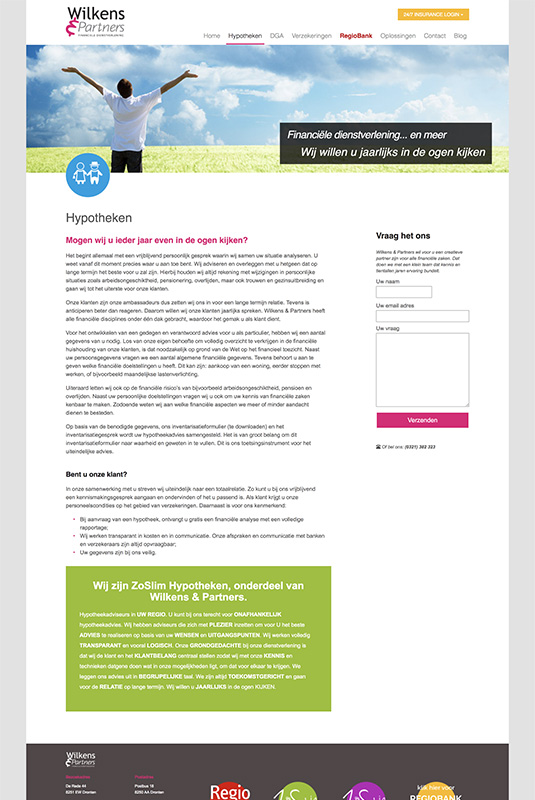 Wilkens
& Partners
FINANCIËLE DIENSTVERLENING
24/7 INSURANCE LOGIN >
Home Hypotheken DGA Verzekeringen RegioBank Oplossingen Contact Blog
Financiële dienstverlening... en meer
Wij willen u jaarlijks in de ogen kijken
Hypotheken
Mogen wij u ieder jaar even in de ogen kijken?
Het begint allemaal met een vrijblijvend persoonlijk gesprek waarin wij samen uw situatie analyseren. U
weet vanaf dit moment precies waar u aan toe bent. Wij adviseren en overleggen met u hetgeen dat op
lange termijn het beste voor u zal zijn. Hierbij houden wij altijd rekening met wijzigingen in persoonlijke
situaties zoals arbeidsongeschiktheid, pensionering, overlijden, maar ook trouwen en gezinsuitbreiding en
gaan wij tot het uiterste voor onze klanten.
Onze klanten zijn onze ambassadeurs dus zetten wij ons in voor een lange termijn relatie. Tevens is
anticiperen beter dan reageren. Daarom willen wij onze klanten jaarlijks spreken. Wilkens & Partners heeft
alle financiële disciplines onder één dak gebracht, waardoor het gemak u als klant dient.
Voor het ontwikkelen van een gedegen en verantwoord advies voor u als particulier, hebben wij een aantal
gegevens van u nodig. Los van onze eigen behoefte om volledig overzicht te verkrijgen in de financiële
huishouding van onze klanten, is dat noodzakelijk op grond van de Wet op het financieel toezicht. Naast
uw persoonsgegevens vragen we een aantal algemene financiële gegevens. Tevens behoort u aan te
geven welke financiële doelstellingen u heeft. Dit kan zijn: aankoop van een woning, eerder stoppen met
werken, of bijvoorbeeld maandelijkse lastenverlichting.
Uiteraard letten wij ook op de financiële risico's van bijvoorbeeld arbeidsongeschiktheid, pensioen en
overlijden. Naast uw persoonlijke doelstellingen vragen wij u ook om uw kennis van financiële zaken
kenbaar te maken. Zodoende weten wij aan welke financiële aspecten we meer of minder aandacht
dienen te besteden.
Op basis van de benodigde gegevens, ons inventarisatieformulier (te downloaden) en het
inventarisatiegesprek wordt uw hypotheekadvies samengesteld. Het is van groot belang om dit
inventarisatieformulier naar waarheid en geweten in te vullen. Dit is ons toetsingsinstrument voor het
uiteindelijke advies.
Bent u onze klant?
In onze samenwerking met u streven wij uiteindelijk naar een totaalrelatie. Zo kunt u bij ons vrijblijvend
een kennismakingsgesprek aangaan en ondervinden of het u passend is. Als klant krijgt u onze
personeelscondities op het gebied van verzekeringen. Daarnaast is voor ons kenmerkend:
• Bij aanvraag van een hypotheek, ontvangt u gratis een financiële analyse met een volledige
rapportage;
• Wij werken transparant in kosten en in communicatie. Onze afspraken en communicatie met banken
en verzekeraars zijn altijd opvraagbaar;
• Uw gegevens zijn bij ons veilig.
Wij zijn ZoSlim Hypotheken, onderdeel van
Wilkens & Partners.
Hypotheekadviseurs in UW REGIO. U kunt bij ons terecht voor ONAFHANKELIJK
hypotheekadvies. Wij hebben adviseurs die zich met PLEZIER inzetten om voor U het beste
ADVIES te realiseren op basis van uw WENSEN en UITGANGSPUNTEN. Wij werken volledig
TRANSPARANT en vooral LOGISCH. Onze GRONDGEDACHTE bij onze dienstverlening is
dat wij de klant en het KLANTBELANG centraal stellen zodat wij met onze KENNIS en
technieken datgene doen wat in onze mogelijkheden ligt, om dat voor elkaar te krijgen. We
leggen ons advies uit in BEGRIJPELIJKE taal. We zijn altijd TOEKOMSTGERICHT en gaan
voor de RELATIE op lange termijn. Wij willen u JAARLIJKS in de ogen KIJKEN.
Vraag het ons
Wilkens & Partners wil voor u een creatieve
partner zijn voor alle financiële zaken. Dat
doen we met een klein team dat kennis en
tientallen jaren ervaring bundelt.
Uw naam
Uw email adres
Uw vraag
Verzenden
Of bel ons: (0321) 382 323
Wilkens
& Partners
De Rede 44
8251 EW Dronten
Postbus 18
8250 AA Dronten
Regio
klik hier voor
REGIOBANK